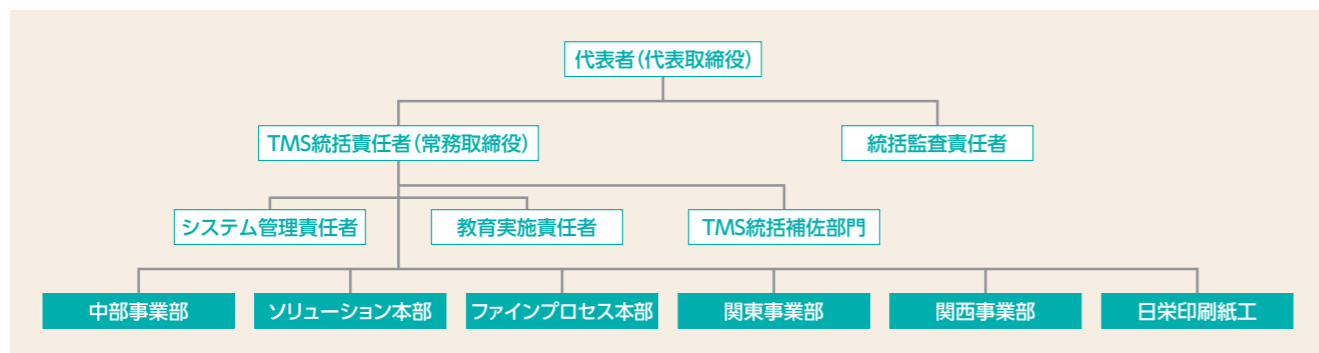 代表者(代表取締役)
TMS統括責任者(常務取締役)
統括監査責任者
システム管理責任者
教育実施責任者
TMS統括補佐部門
中部事業部
ソリューション本部
ファインプロセス本部
関東事業部
関西事業部
日栄印刷紙工